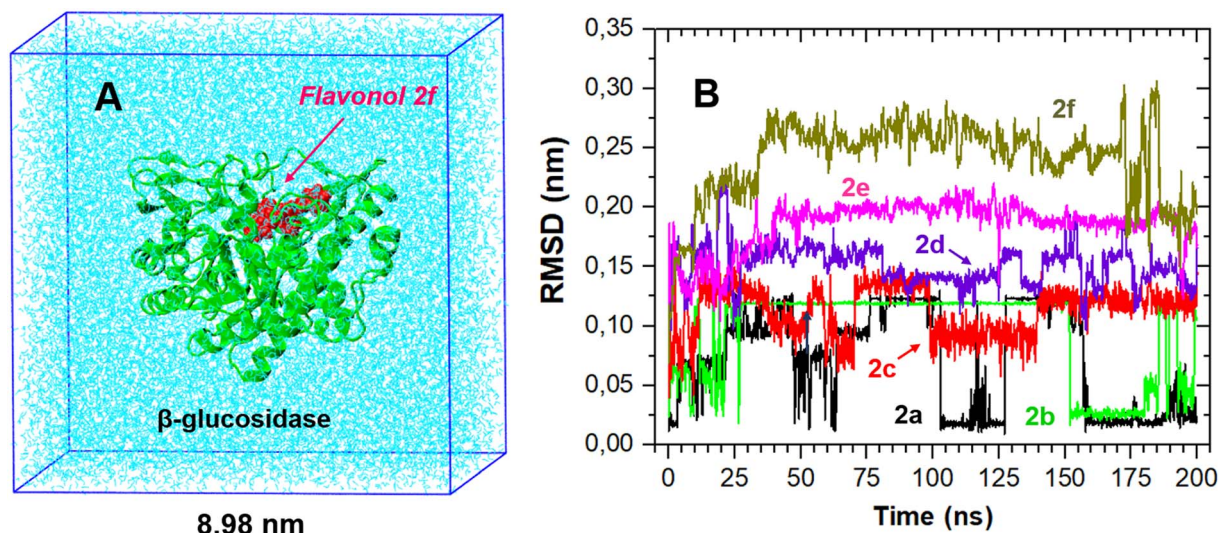 A
Flavonol 2f
β-glucosidase
8.98 nm
B
2f
2e
2d
2c
2a
2b
RMSD (nm)
0,35
0,30
0,25
0,20
0,15
0,10
0,05
0,00
0 25 50 75 100 125 150 175 200
Time (ns)